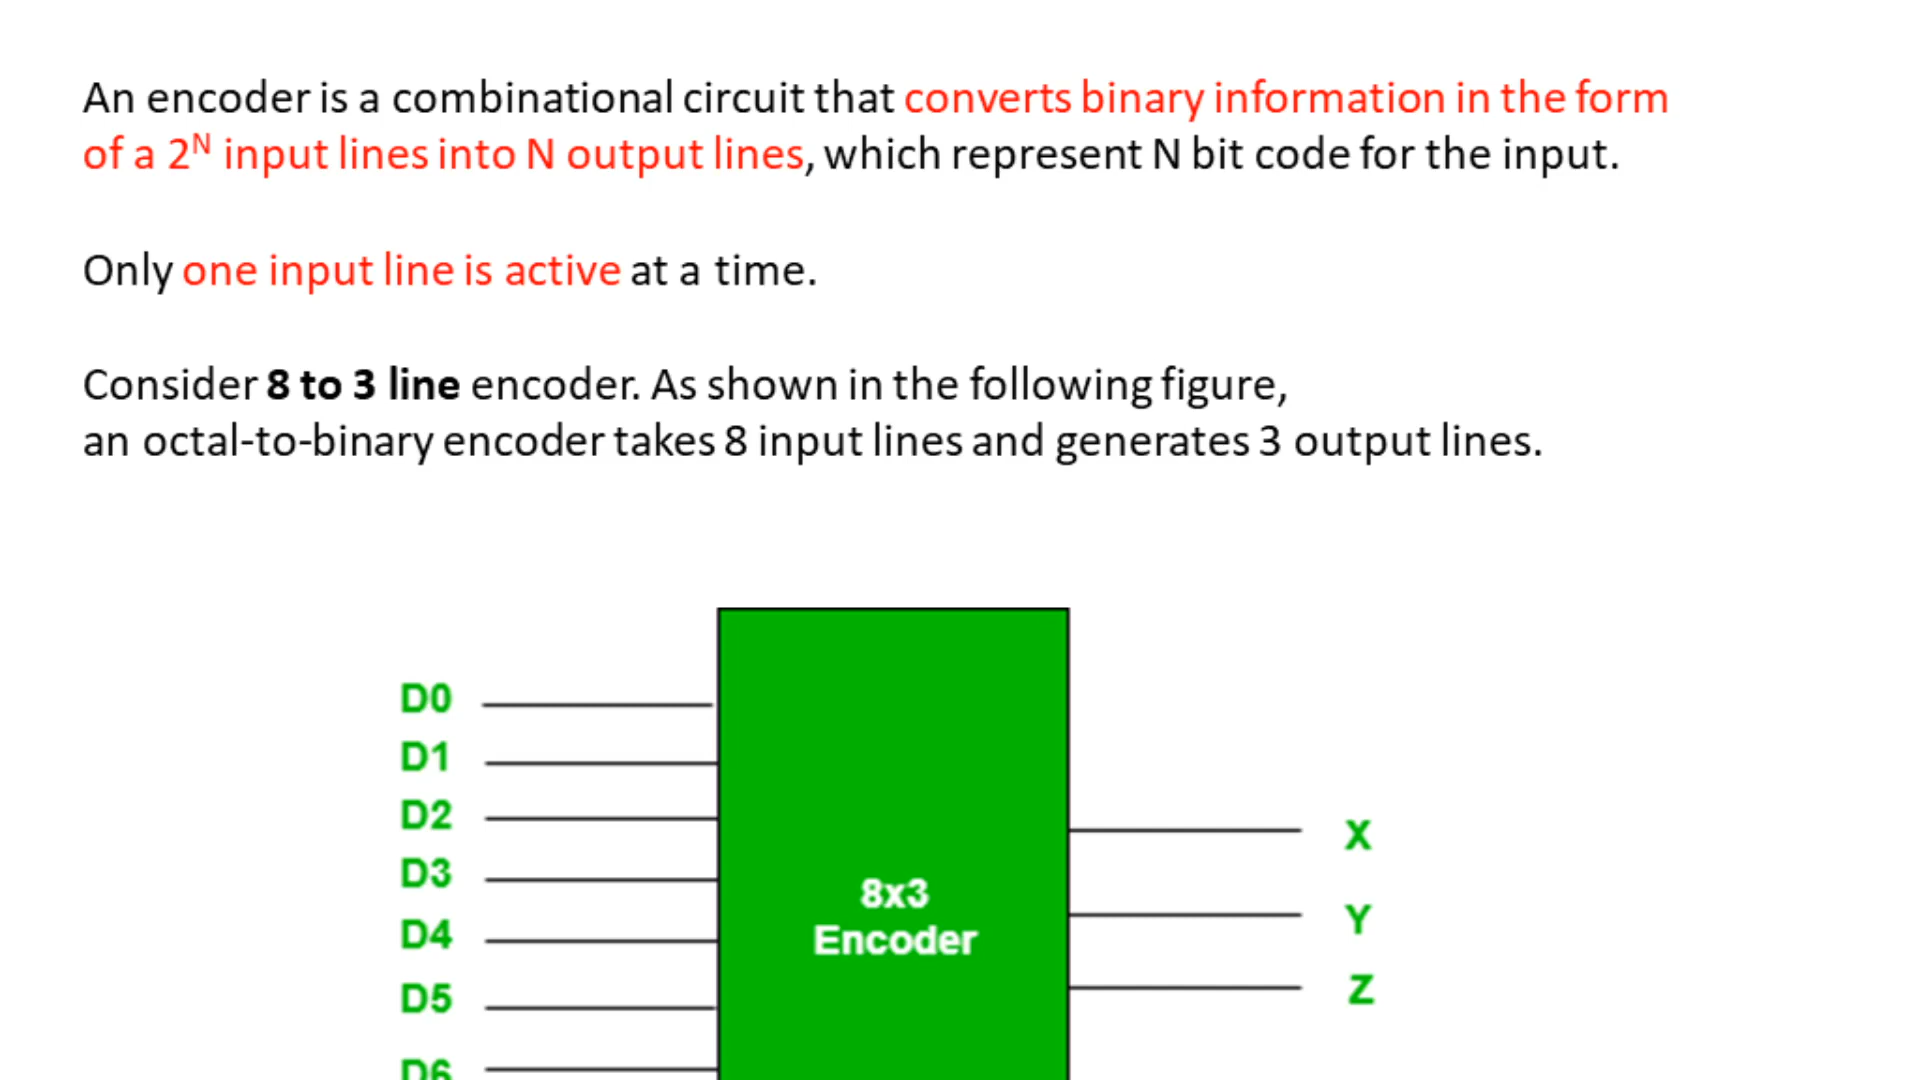 An encoder is a combinational circuit that converts binary information in the form
of a 2ᴺ input lines into N output lines, which represent N bit code for the input.
Only one input line is active at a time.
Consider 8 to 3 line encoder. As shown in the following figure,
an octal-to-binary encoder takes 8 input lines and generates 3 output lines.
D0
D1
D2
D3
D4
D5
D6
8x3
Encoder
X
Y
Z